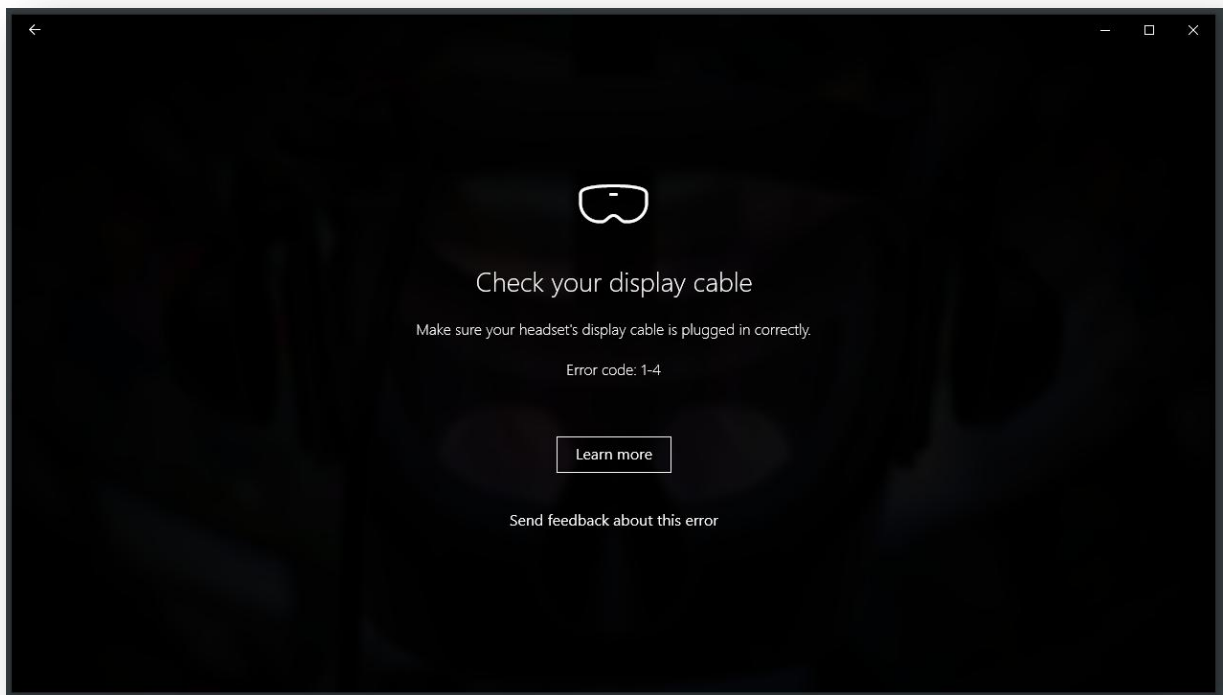 Check your display cable
Make sure your headset's display cable is plugged in correctly.
Error code: 1-4
Learn more
Send feedback about this error